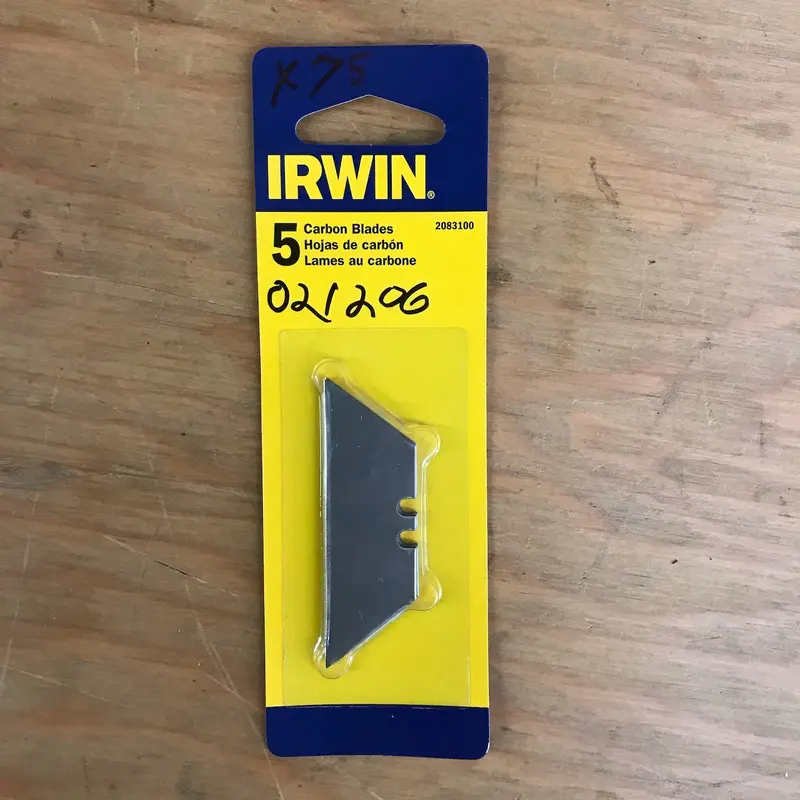 X75
IRWIN®
5 Carbon Blades 2083100
Hojas de carbón
Lames au carbone
021206